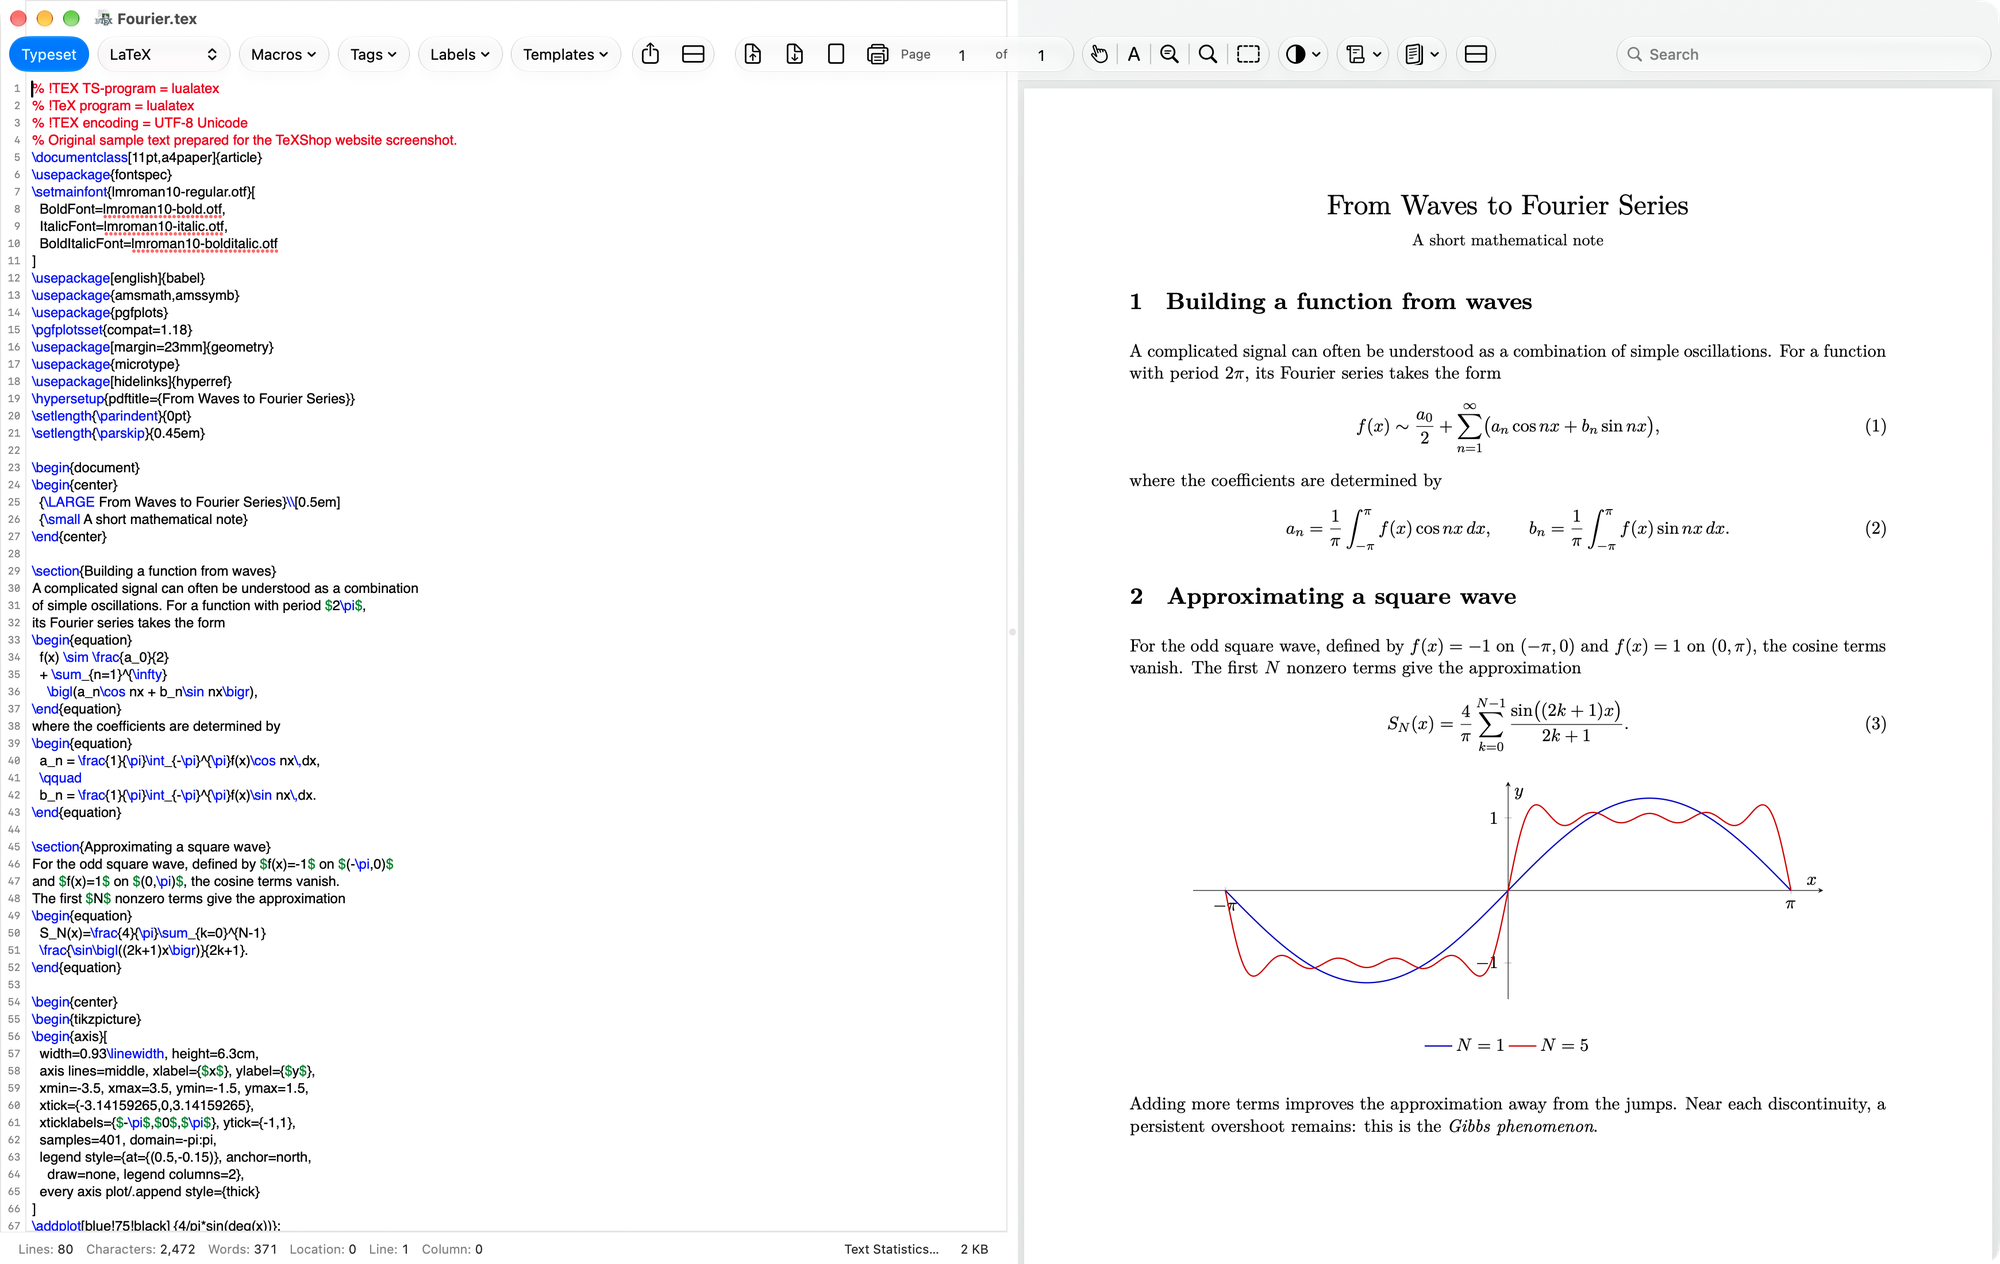 Fourier.tex
Typeset LaTeX Macros Tags Labels Templates Page 1 of 1 A Search
1 % !TEX TS-program = lualatex
2 % !TeX program = lualatex
3 % !TEX encoding = UTF-8 Unicode
4 % Original sample text prepared for the TeXShop website screenshot.
5 \documentclass[11pt,a4paper]{article}
6 \usepackage{fontspec}
7 \setmainfont{lmroman10-regular.otf}[
8 BoldFont=lmroman10-bold.otf,
9 ItalicFont=lmroman10-italic.otf,
10 BoldItalicFont=lmroman10-bolditalic.otf
11 ]
12 \usepackage[english]{babel}
13 \usepackage{amsmath,amssymb}
14 \usepackage{pgfplots}
15 \pgfplotsset{compat=1.18}
16 \usepackage[margin=23mm]{geometry}
17 \usepackage{microtype}
18 \usepackage[hidelinks]{hyperref}
19 \hypersetup{pdftitle={From Waves to Fourier Series}}
20 \setlength{\parindent}{0pt}
21 \setlength{\parskip}{0.45em}
22
23 \begin{document}
24 \begin{center}
25 {\LARGE From Waves to Fourier Series}\\[0.5em]
26 {\small A short mathematical note}
27 \end{center}
28
29 \section{Building a function from waves}
30 A complicated signal can often be understood as a combination
31 of simple oscillations. For a function with period $2\pi$,
32 its Fourier series takes the form
33 \begin{equation}
34 f(x) \sim \frac{a_0}{2}
35 + \sum_{n=1}^{\infty}
36 \bigl(a_n\cos nx + b_n\sin nx\bigr),
37 \end{equation}
38 where the coefficients are determined by
39 \begin{equation}
40 a_n = \frac{1}{\pi}\int_{-\pi}^{\pi}f(x)\cos nx\,dx,
41 \qquad
42 b_n = \frac{1}{\pi}\int_{-\pi}^{\pi}f(x)\sin nx\,dx.
43 \end{equation}
44
45 \section{Approximating a square wave}
46 For the odd square wave, defined by $f(x)=-1$ on $(-\pi,0)$
47 and $f(x)=1$ on $(0,\pi)$, the cosine terms vanish.
48 The first $N$ nonzero terms give the approximation
49 \begin{equation}
50 S_N(x)=\frac{4}{\pi}\sum_{k=0}^{N-1}
51 \frac{\sin\bigl((2k+1)x\bigr)}{2k+1}.
52 \end{equation}
53
54 \begin{center}
55 \begin{tikzpicture}
56 \begin{axis}[
57 width=0.93\linewidth, height=6.3cm,
58 axis lines=middle, xlabel={$x$}, ylabel={$y$},
59 xmin=-3.5, xmax=3.5, ymin=-1.5, ymax=1.5,
60 xtick={-3.14159265,0,3.14159265},
61 xticklabels={$-\pi$,$0$,$\pi$}, ytick={-1,1},
62 samples=401, domain=-pi:pi,
63 legend style={at={(0.5,-0.15)}, anchor=north,
64 draw=none, legend columns=2},
65 every axis plot/.append style={thick}
66 ]
67 \addplot[blue!75!black] {4/pi*sin(deg(x))};
Lines: 80 Characters: 2,472 Words: 371 Location: 0 Line: 1 Column: 0 Text Statistics... 2 KB
From Waves to Fourier Series
A short mathematical note
1 Building a function from waves
A complicated signal can often be understood as a combination of simple oscillations. For a function
with period 2π, its Fourier series takes the form
f(x) ∼ a₀/2 + ∑_{n=1}^{∞} (aₙ cos nx + bₙ sin nx), (1)
where the coefficients are determined by
aₙ = 1/π ∫_{−π}^{π} f(x) cos nx dx, bₙ = 1/π ∫_{−π}^{π} f(x) sin nx dx. (2)
2 Approximating a square wave
For the odd square wave, defined by f(x) = −1 on (−π, 0) and f(x) = 1 on (0, π), the cosine terms
vanish. The first N nonzero terms give the approximation
S_N(x) = 4/π ∑_{k=0}^{N−1} sin((2k + 1)x)/(2k + 1). (3)
y
1
x
−π
π
−1
N = 1 N = 5
Adding more terms improves the approximation away from the jumps. Near each discontinuity, a
persistent overshoot remains: this is the Gibbs phenomenon.